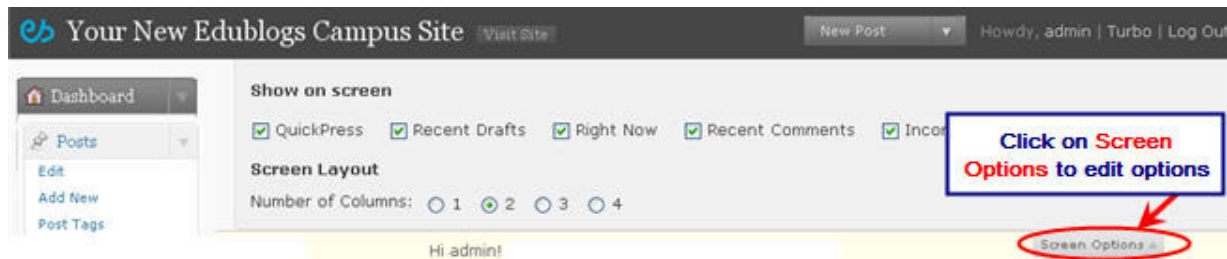 Your New Edublogs Campus Site Visit Site New Post Howdy, admin | Turbo | Log Out
Dashboard
Posts
Edit
Add New
Post Tags
Show on screen
QuickPress Recent Drafts Right Now Recent Comments
Screen Layout
Number of Columns: 1 2 3 4
Click on Screen
Options to edit options
Hi admin!
Screen Options